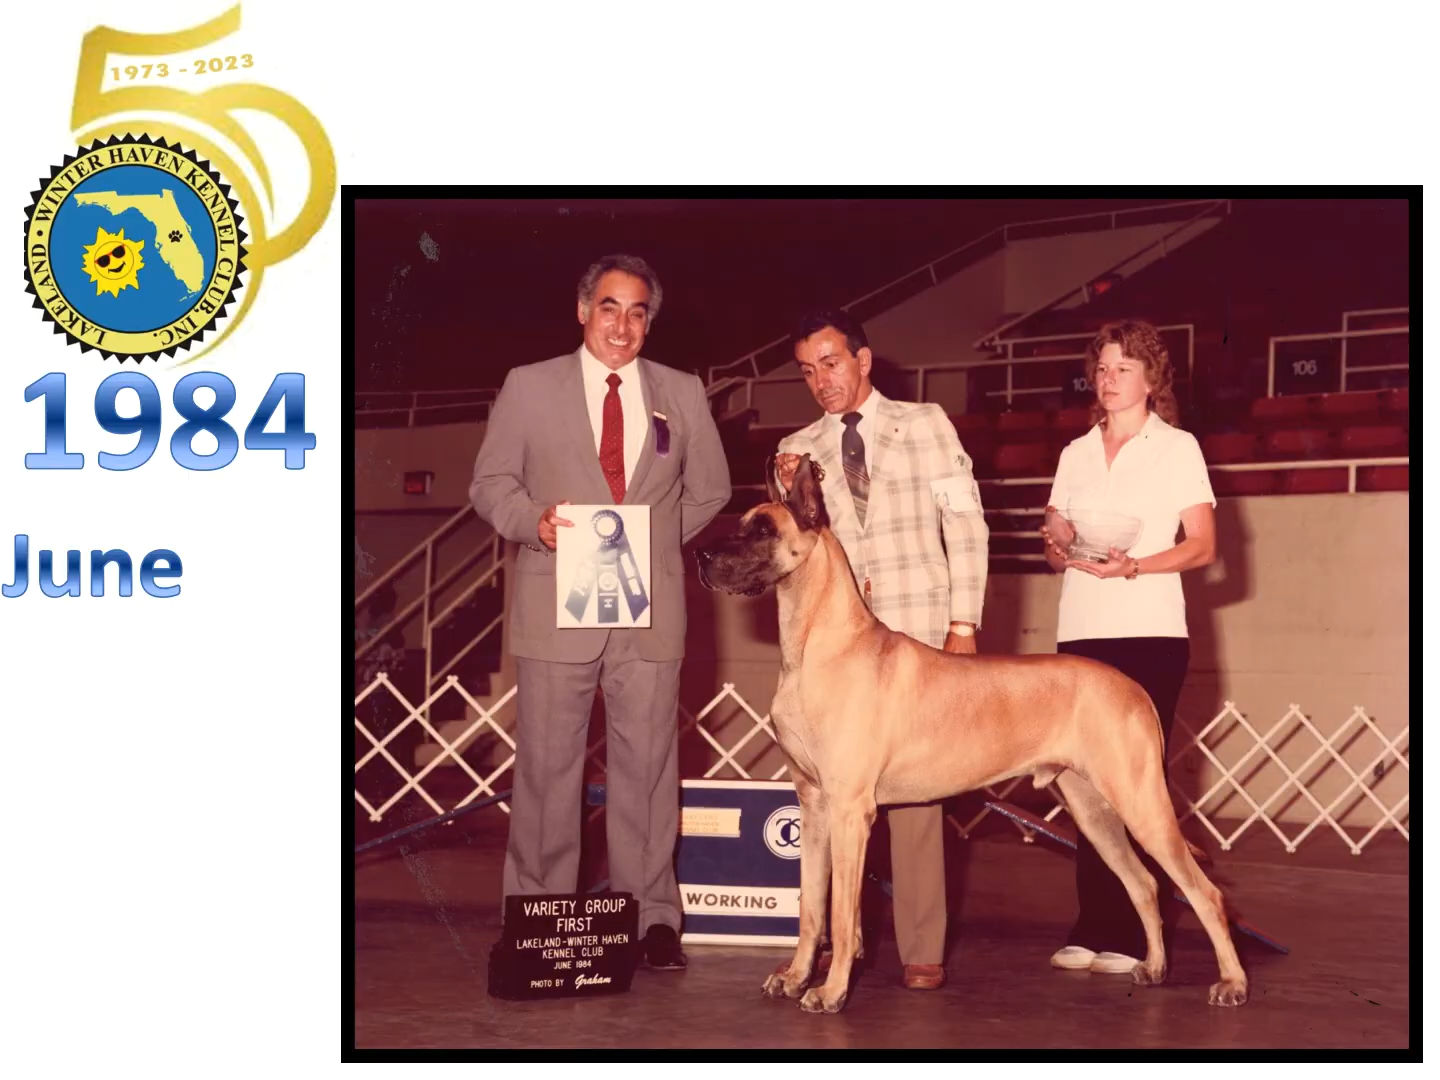 1973 - 2023
LAKELAND • WINTER HAVEN KENNEL CLUB, INC.
1984
June
106
WORKING
VARIETY GROUP
FIRST
LAKELAND-WINTER HAVEN
KENNEL CLUB
JUNE 1984
PHOTO BY Graham